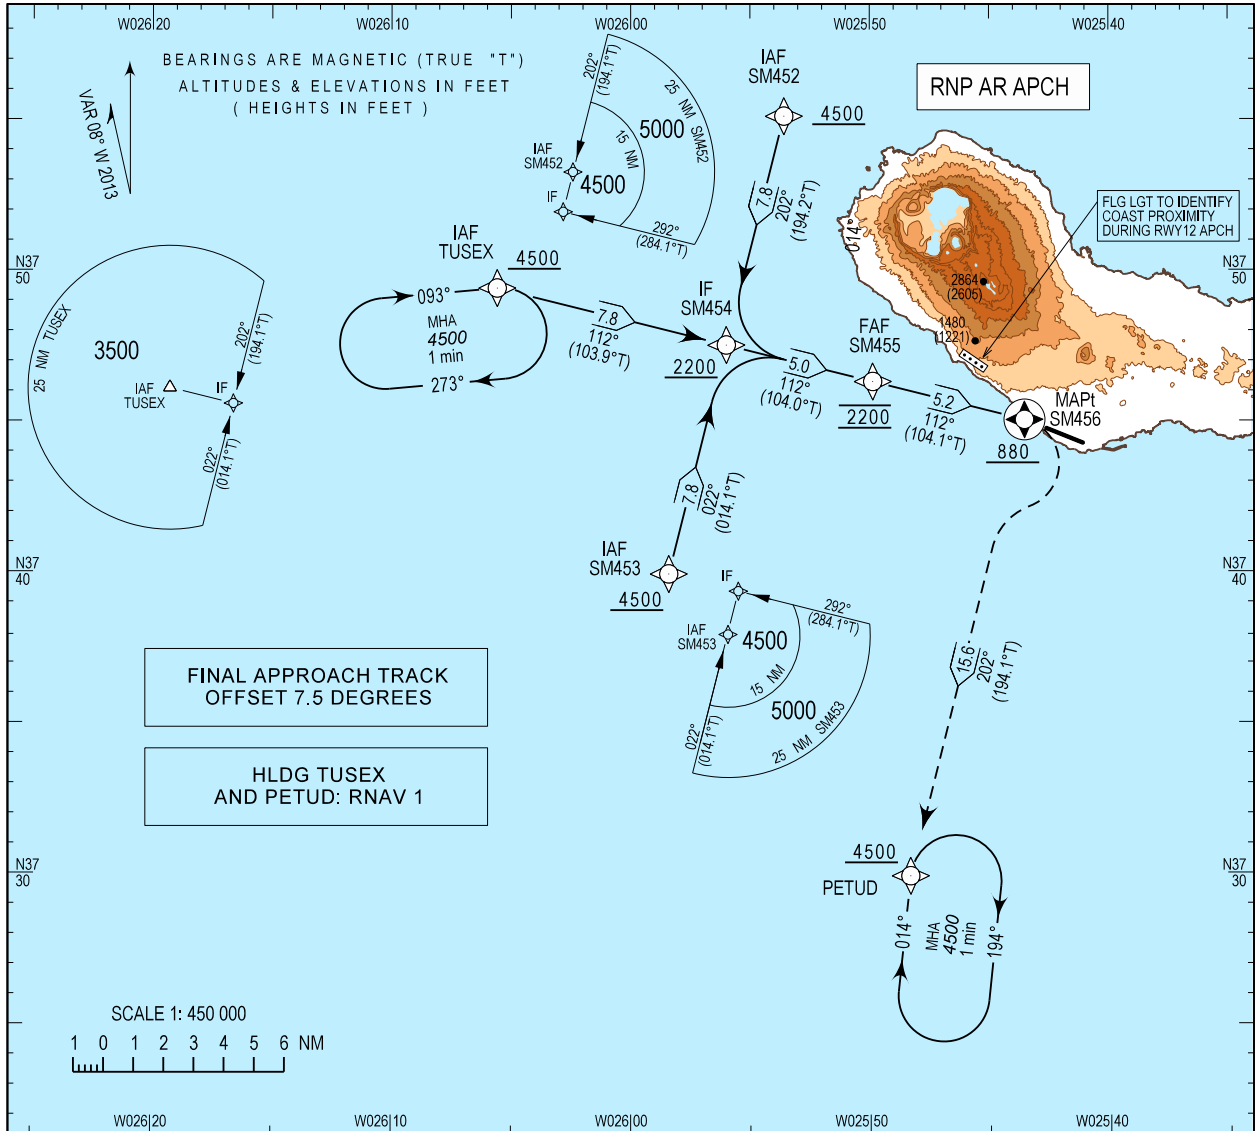 W026|20
W026|10
W026|00
W025|50
W025|40
BEARINGS ARE MAGNETIC (TRUE "T")
ALTITUDES & ELEVATIONS IN FEET
( HEIGHTS IN FEET )
VAR 08° W 2013
RNP AR APCH
202°
(194.1°T)
25 NM SM452
5000
15 NM
IAF
SM452
4500
IF
292°
(284.1°T)
IAF
SM452
4500
7.8
202°
(194.2°T)
FLG LGT TO IDENTIFY
COAST PROXIMITY
DURING RWY12 APCH
014°
2864
(2605)
1480
(1221)
N37
50
N37
50
IAF
TUSEX
4500
093°
MHA
4500
1 min
273°
7.8
112°
(103.9°T)
IF
SM454
2200
5.0
112°
(104.0°T)
FAF
SM455
2200
5.2
112°
(104.1°T)
MAPt
SM456
880
25 NM TUSEX
3500
202°
(194.1°T)
IAF
TUSEX
IF
022°
(014.1°T)
7.8
022°
(014.1°T)
IAF
SM453
4500
N37
40
N37
40
IF
292°
(284.1°T)
IAF
SM453
4500
15 NM
5000
022°
(014.1°T)
25 NM SM453
15.6
202°
(194.1°T)
FINAL APPROACH TRACK
OFFSET 7.5 DEGREES
HLDG TUSEX
AND PETUD: RNAV 1
N37
30
N37
30
4500
PETUD
014°
MHA
4500
1 min
194°
SCALE 1: 450 000
1 0 1 2 3 4 5 6 NM
W026|20
W026|10
W026|00
W025|50
W025|40